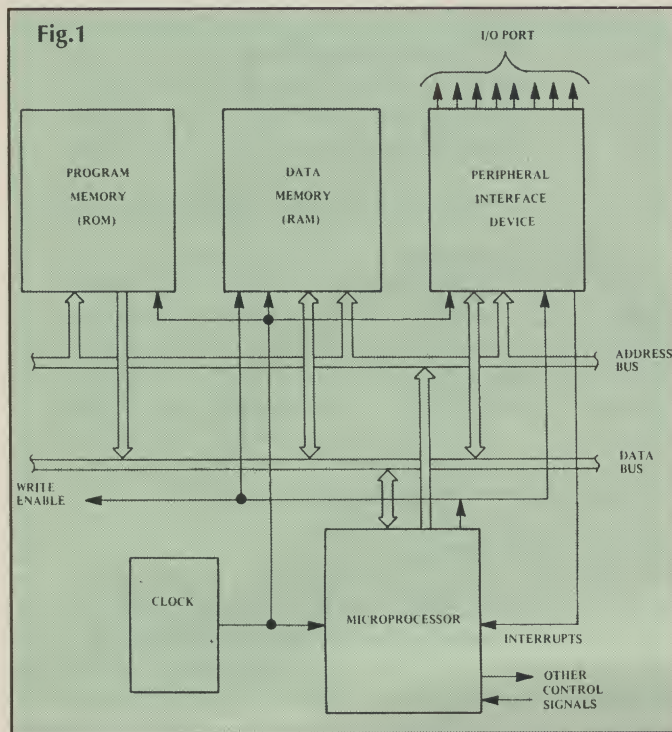 Fig.1
I/O PORT
PROGRAM
MEMORY
(ROM)
DATA
MEMORY
(RAM)
PERIPHERAL
INTERFACE
DEVICE
ADDRESS
BUS
DATA
BUS
WRITE
ENABLE
CLOCK
MICROPROCESSOR
INTERRUPTS
OTHER
CONTROL
SIGNALS